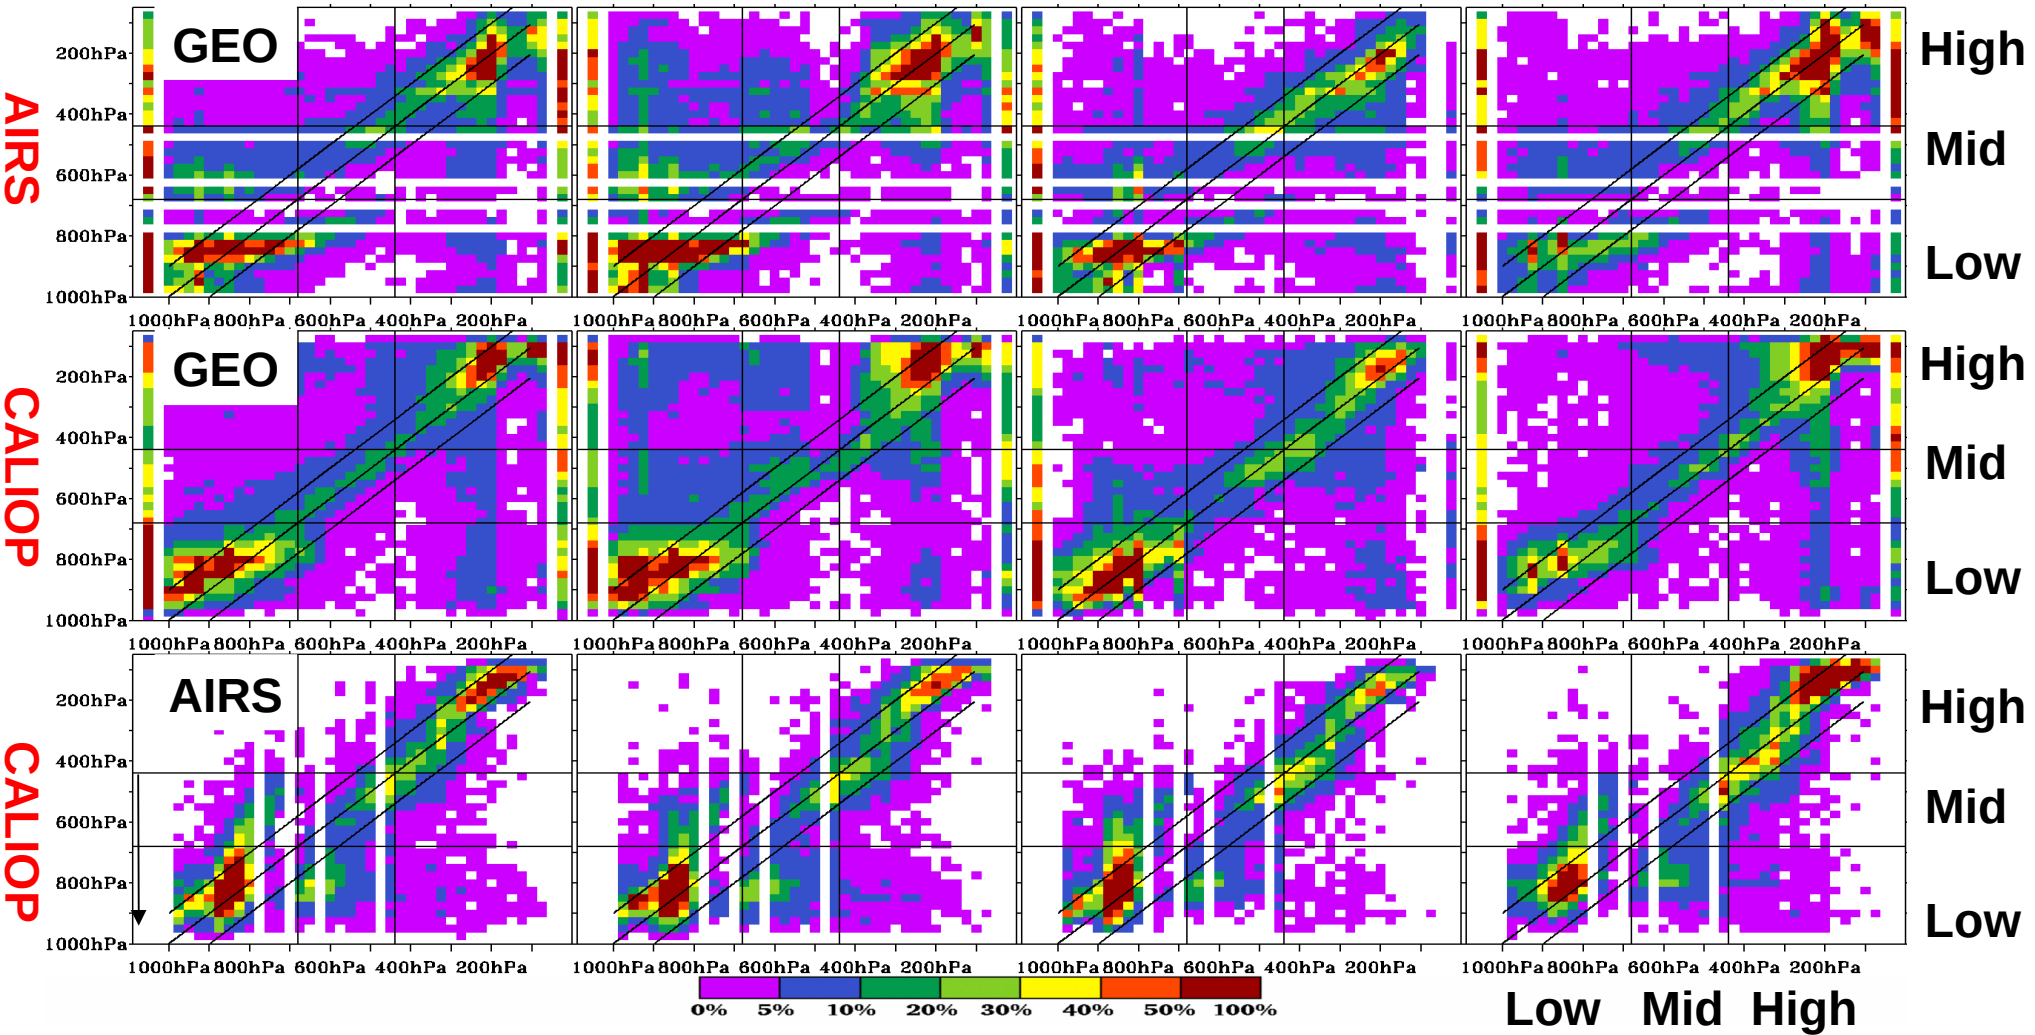 GEO
200hPa
400hPa
600hPa
800hPa
1000hPa
AIRS
High
Mid
Low
1000hPa 800hPa 600hPa 400hPa 200hPa 1000hPa 800hPa 600hPa 400hPa 200hPa 1000hPa 800hPa 600hPa 400hPa 200hPa 1000hPa 800hPa 600hPa 400hPa 200hPa
GEO
200hPa
400hPa
600hPa
800hPa
1000hPa
CALIOP
High
Mid
Low
1000hPa 800hPa 600hPa 400hPa 200hPa 1000hPa 800hPa 600hPa 400hPa 200hPa 1000hPa 800hPa 600hPa 400hPa 200hPa 1000hPa 800hPa 600hPa 400hPa 200hPa
AIRS
200hPa
400hPa
600hPa
800hPa
1000hPa
CALIOP
High
Mid
Low
1000hPa 800hPa 600hPa 400hPa 200hPa 1000hPa 800hPa 600hPa 400hPa 200hPa 1000hPa 800hPa 600hPa 400hPa 200hPa 1000hPa 800hPa 600hPa 400hPa 200hPa
0% 5% 10% 20% 30% 40% 50% 100%
Low Mid High